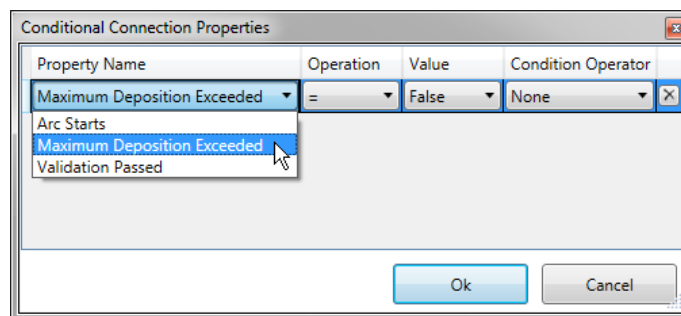 Conditional Connection Properties
Property Name Operation Value Condition Operator
Maximum Deposition Exceeded = False None
Arc Starts
Maximum Deposition Exceeded
Validation Passed
Ok Cancel